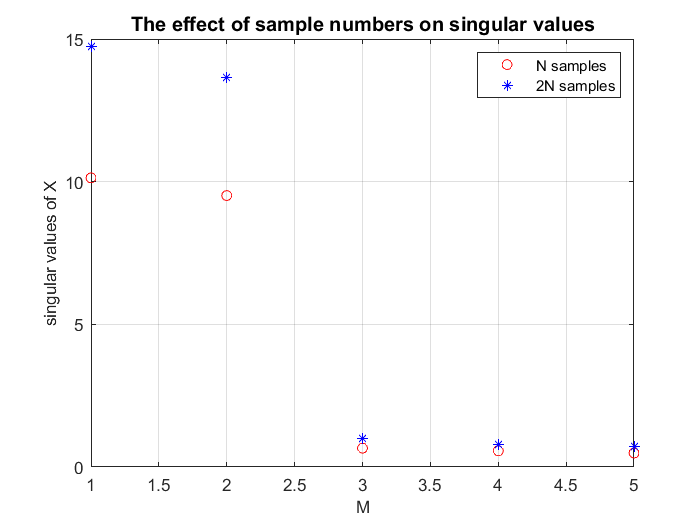 The effect of sample numbers on singular values
N samples
2N samples
singular values of X
15
10
5
0
1
1.5
2
2.5
3
3.5
4
4.5
5
M